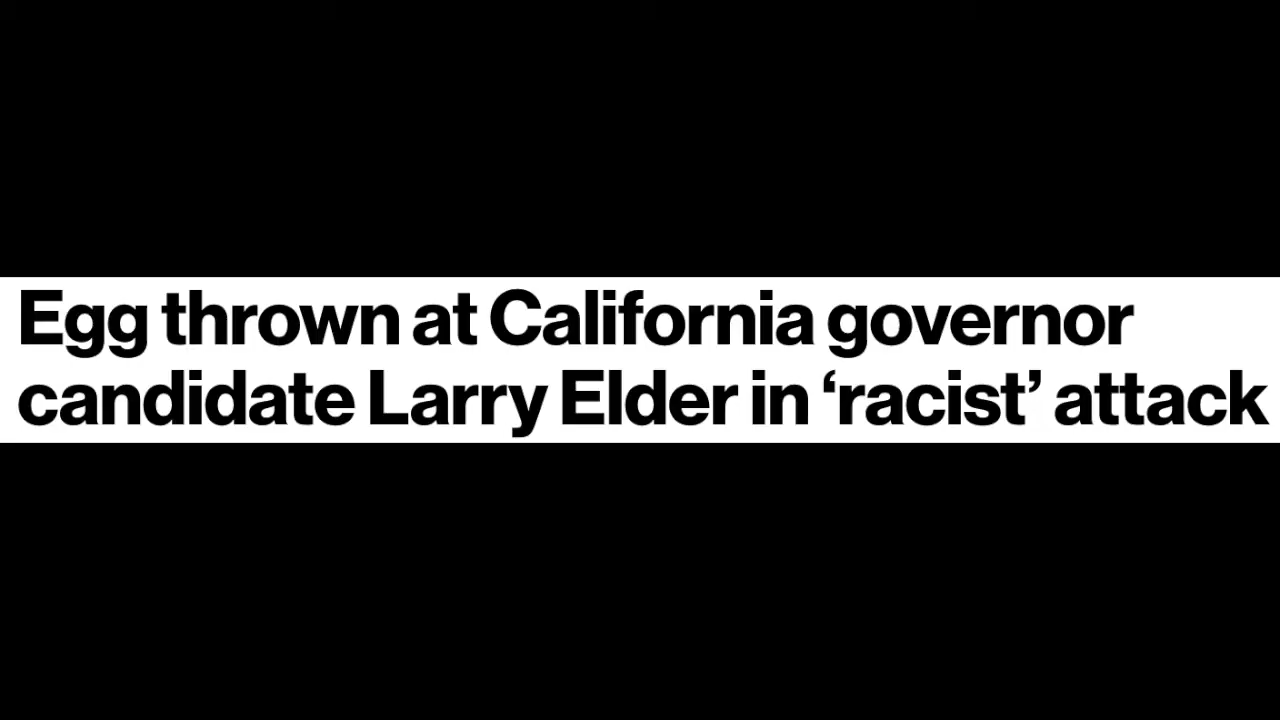 Egg thrown at California governor
candidate Larry Elder in ‘racist’ attack